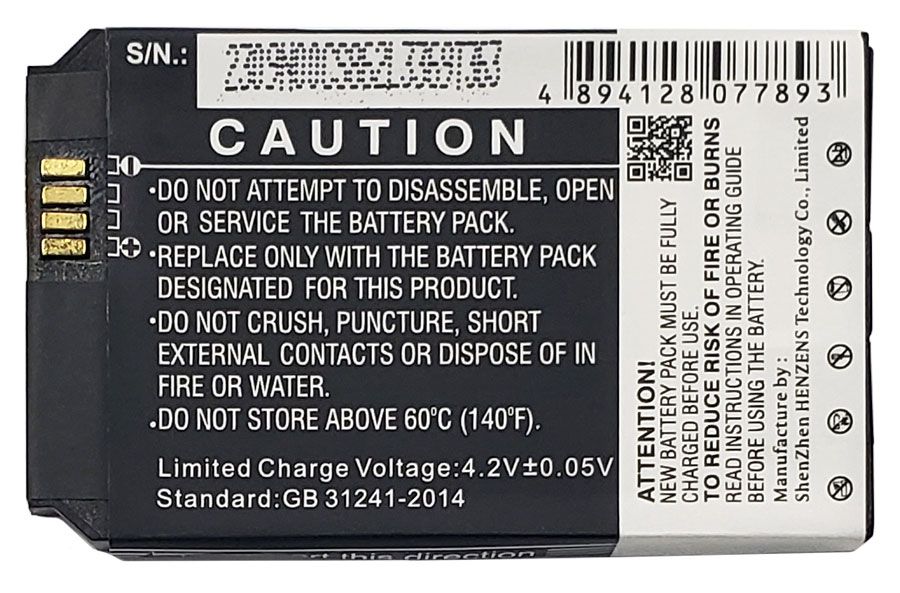 S/N.:
4 894128 077893
CAUTION
•DO NOT ATTEMPT TO DISASSEMBLE, OPEN
OR SERVICE THE BATTERY PACK.
•REPLACE ONLY WITH THE BATTERY PACK
DESIGNATED FOR THIS PRODUCT.
•DO NOT CRUSH, PUNCTURE, SHORT
EXTERNAL CONTACTS OR DISPOSE OF IN
FIRE OR WATER.
•DO NOT STORE ABOVE 60ºC (140ºF).
Limited Charge Voltage:4.2V±0.05V
Standard:GB 31241-2014
ATTENTION!
NEW BATTERY PACK MUST BE FULLY
CHARGED BEFORE USE.
TO REDUCE RISK OF FIRE OR BURNS
READ INSTRUCTIONS IN OPERATING GUIDE
BEFORE USING THE BATTERY.
Manufacture by :
ShenZhen HENZENS Technology Co., Limited
this direction